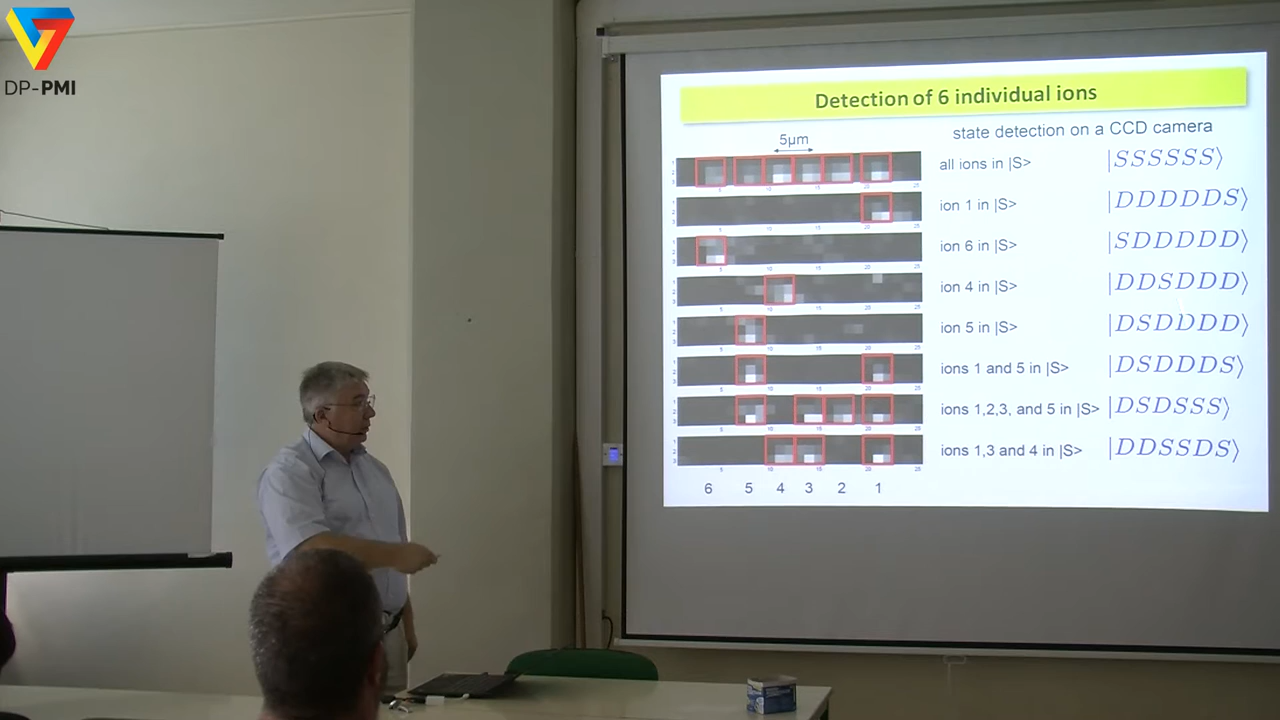 DP-PMI
Detection of 6 individual ions
state detection on a CCD camera
5µm
all ions in |S> |SSSSSS⟩
ion 1 in |S> |DDDDDS⟩
ion 6 in |S> |SDDDDD⟩
ion 4 in |S> |DDSDDD⟩
ion 5 in |S> |DSDDDD⟩
ions 1 and 5 in |S> |DSDDDS⟩
ions 1,2,3, and 5 in |S> |DSDSSS⟩
ions 1,3 and 4 in |S> |DDSSDS⟩
6 5 4 3 2 1